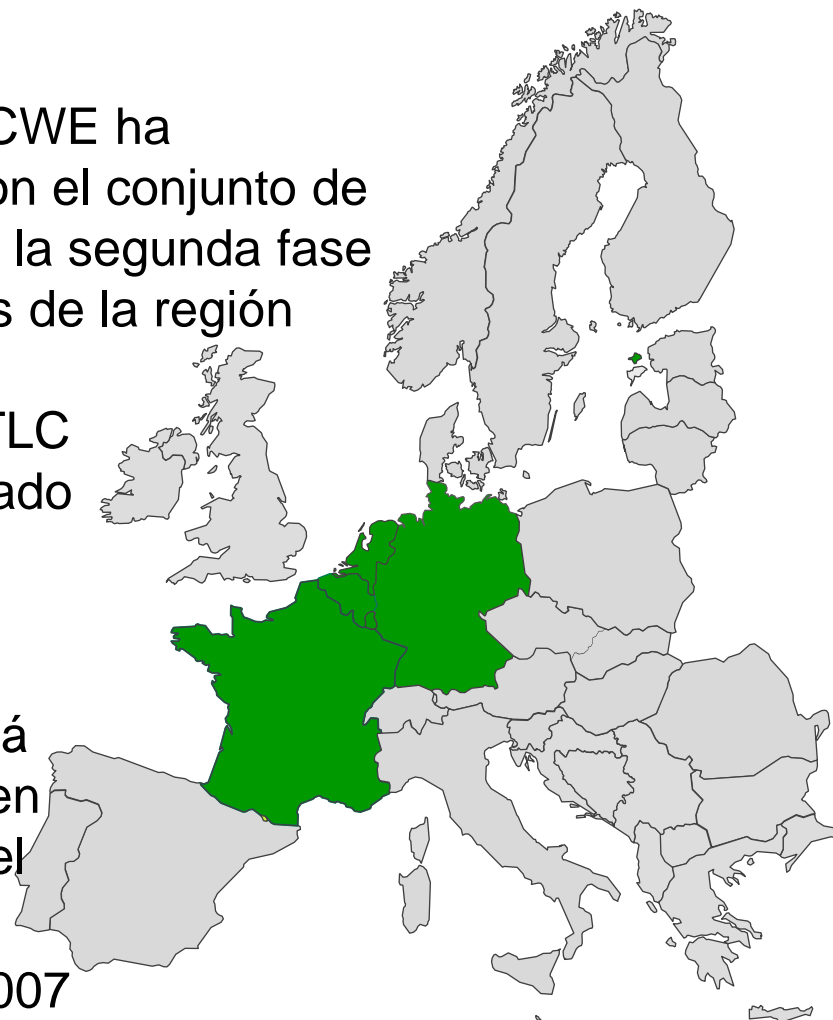 CWE ha
on el conjunto de
la segunda fase
s de la región
TLC
ado
á
en
el
007